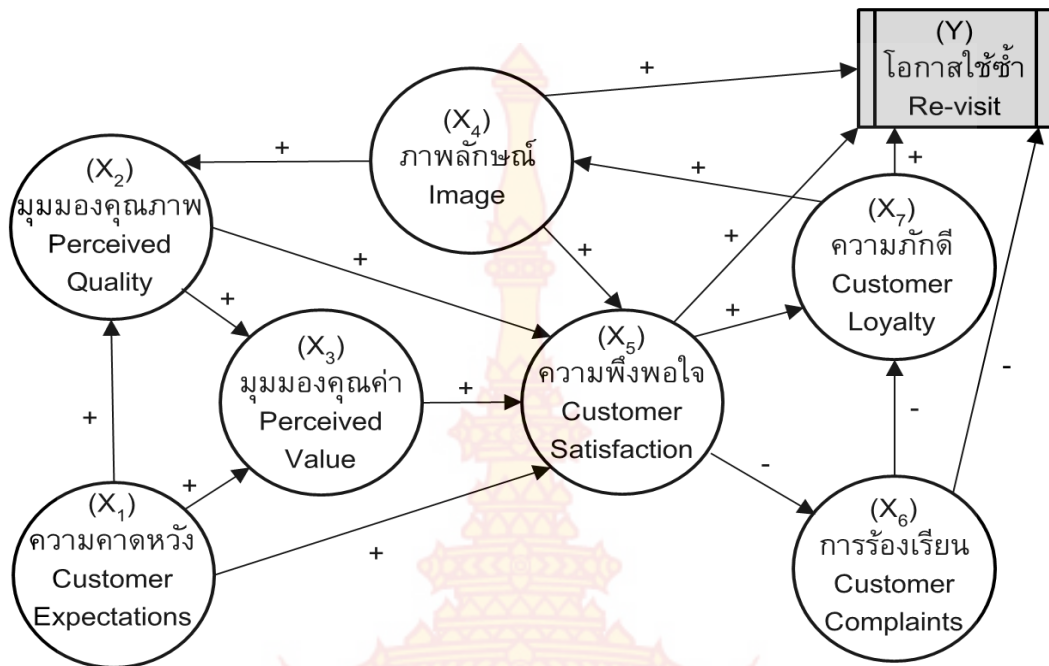 (Y)
โอกาสใช้ซ้ำ
Re-visit
+
(X4)
ภาพลักษณ์
Image
+
(X2)
มุมมองคุณภาพ
Perceived
Quality
+
(X7)
ความภักดี
Customer
Loyalty
+
+
+
+
+
+
(X3)
มุมมองคุณค่า
Perceived
Value
+
(X5)
ความพึงพอใจ
Customer
Satisfaction
-
+
-
-
(X1)
ความคาดหวัง
Customer
Expectations
+
+
(X6)
การร้องเรียน
Customer
Complaints